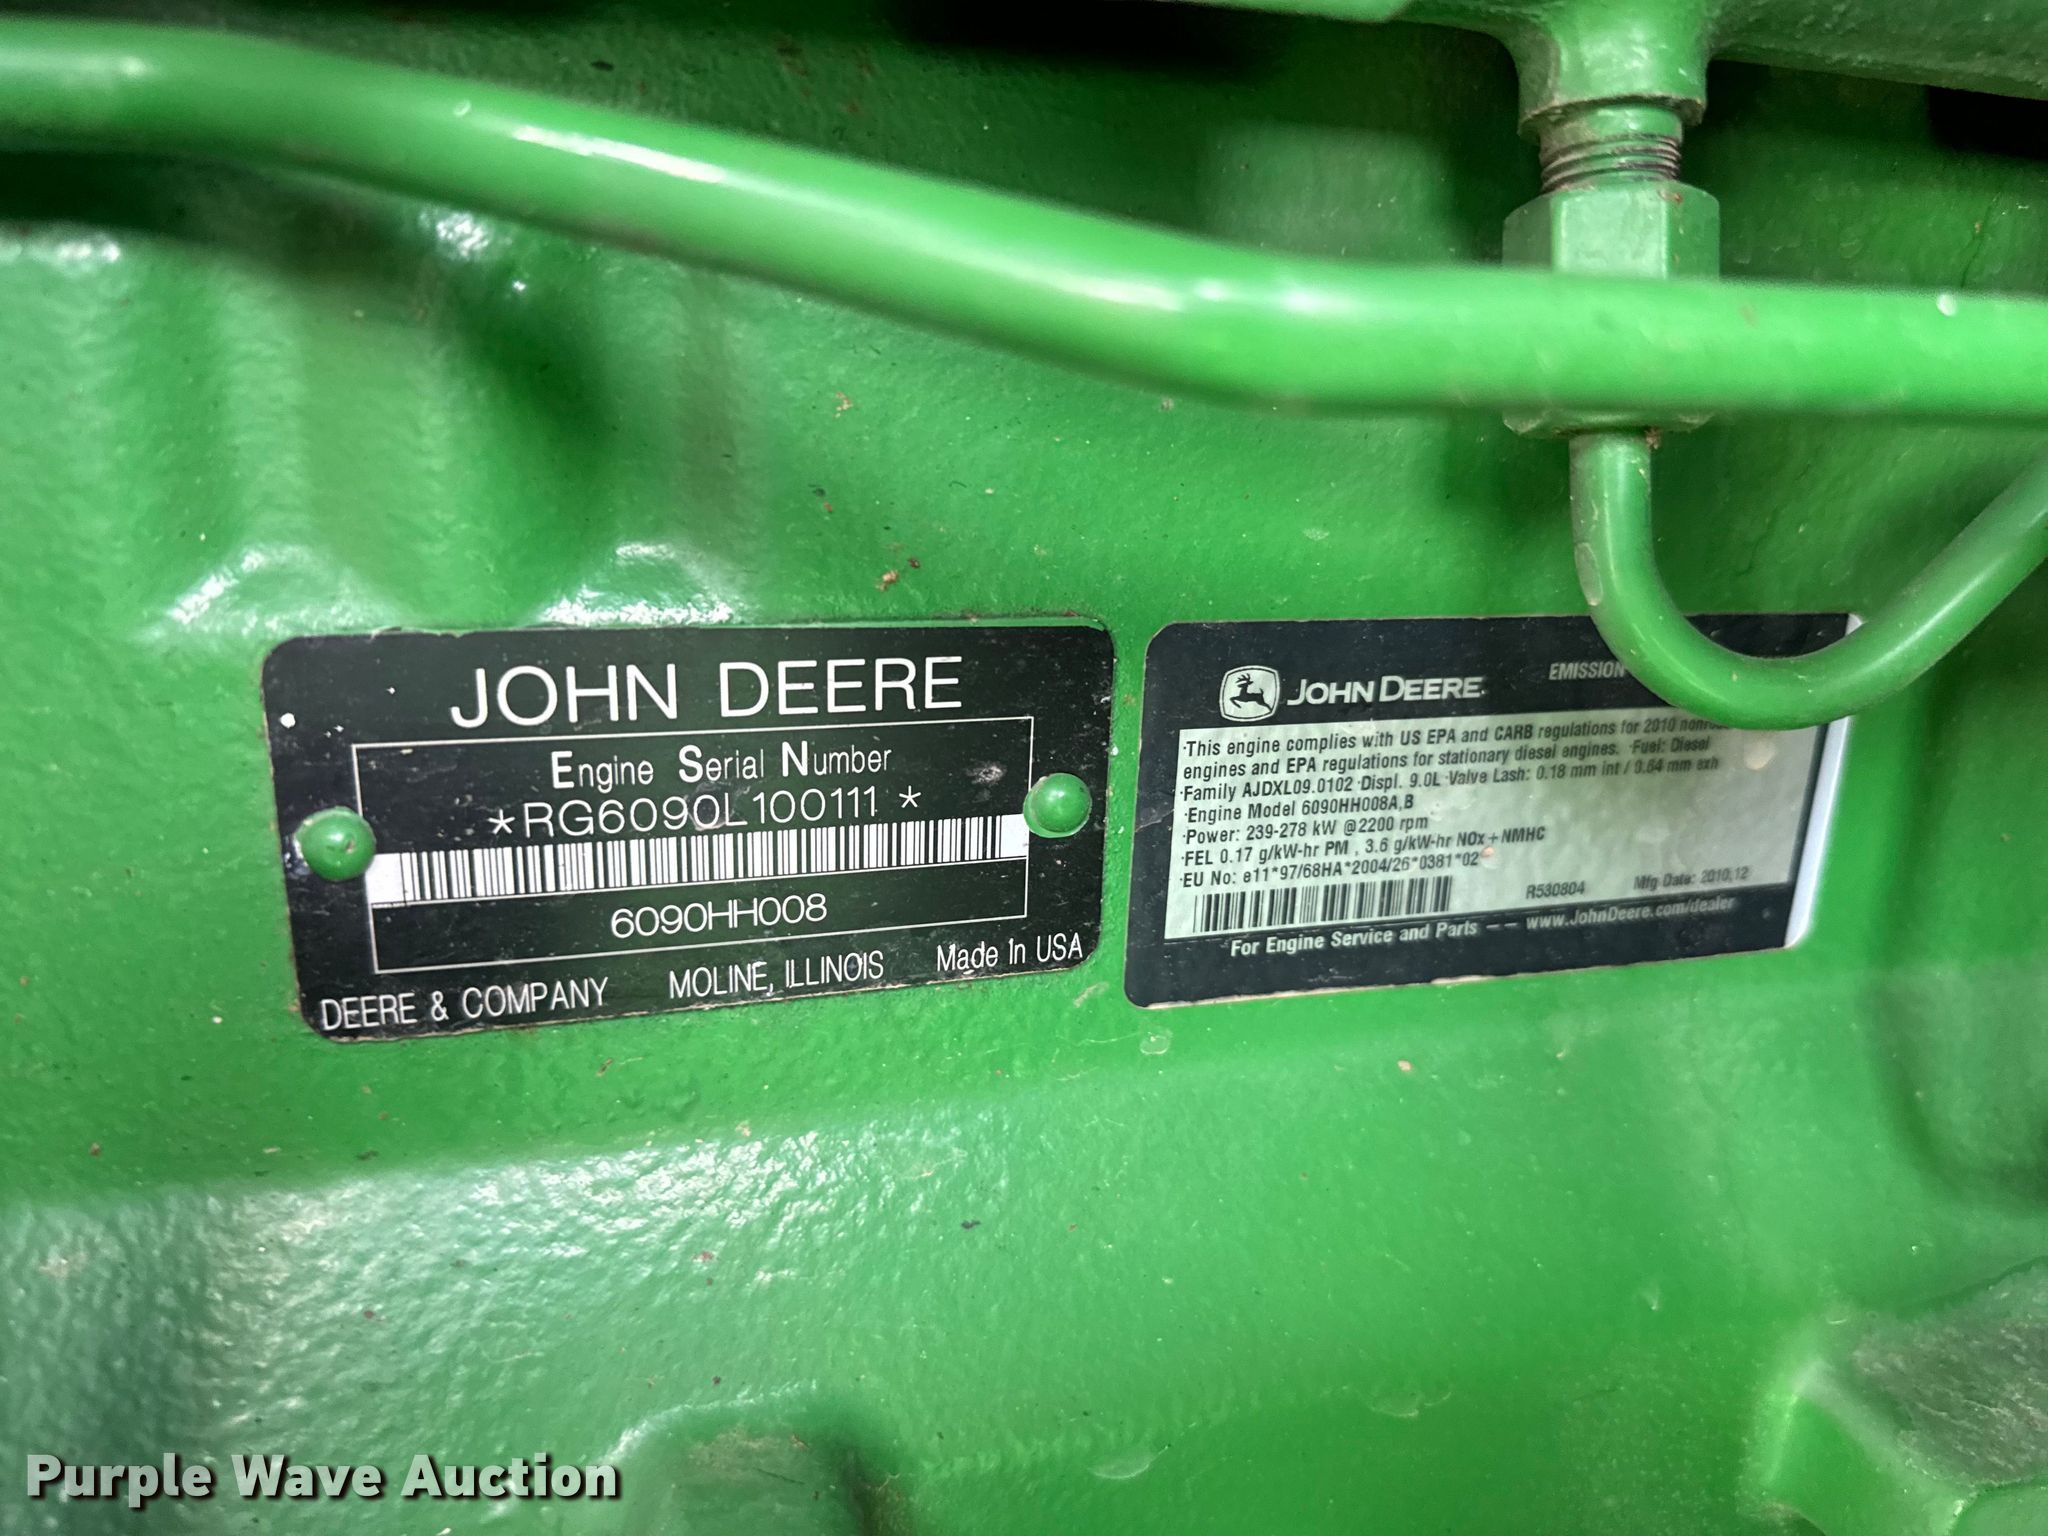 JOHN DEERE
Engine Serial Number
*RG6090L100111*
6090HH008
DEERE & COMPANY MOLINE, ILLINOIS Made In USA
JOHN DEERE EMISSION
·This engine complies with US EPA and CARB regulations for 2010
engines and EPA regulations for stationary diesel engines. ·Fuel: Diesel
·Family AJDXL09.0102 ·Displ. 9.0L ·Valve Lash: 0.18 mm int / 0.64 mm exh
·Engine Model 6090HH008A,B
·Power: 239-278 kW @2200 rpm
·FEL 0.17 g/kW-hr PM , 3.6 g/kW-hr NOx+NMHC
·EU No: e11*97/68HA*2004/26*0381*02
R530804 Mfg Date: 2010,12
For Engine Service and Parts -- www.JohnDeere.com/dealer
Purple Wave Auction